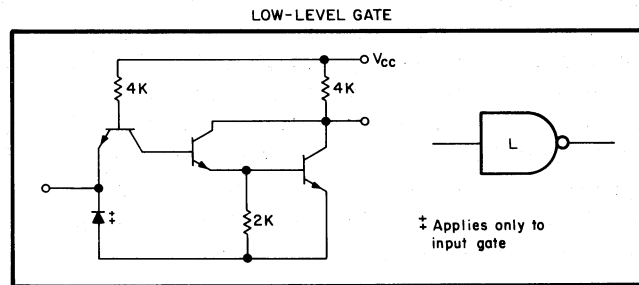 LOW-LEVEL GATE
VCC
4K
4K
L
2K
‡ Applies only to
input gate
‡